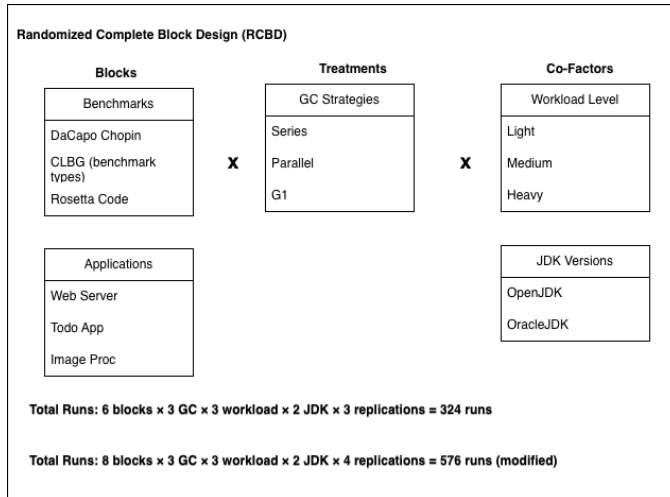 Randomized Complete Block Design (RCBD)
Blocks
Treatments
Co-Factors
Benchmarks
DaCapo Chopin
CLBG (benchmark
types)
Rosetta Code
X
GC Strategies
Series
Parallel
G1
X
Workload Level
Light
Medium
Heavy
Applications
Web Server
Todo App
Image Proc
JDK Versions
OpenJDK
OracleJDK
Total Runs: 6 blocks × 3 GC × 3 workload × 2 JDK × 3 replications = 324 runs
Total Runs: 8 blocks × 3 GC × 3 workload × 2 JDK × 4 replications = 576 runs (modified)